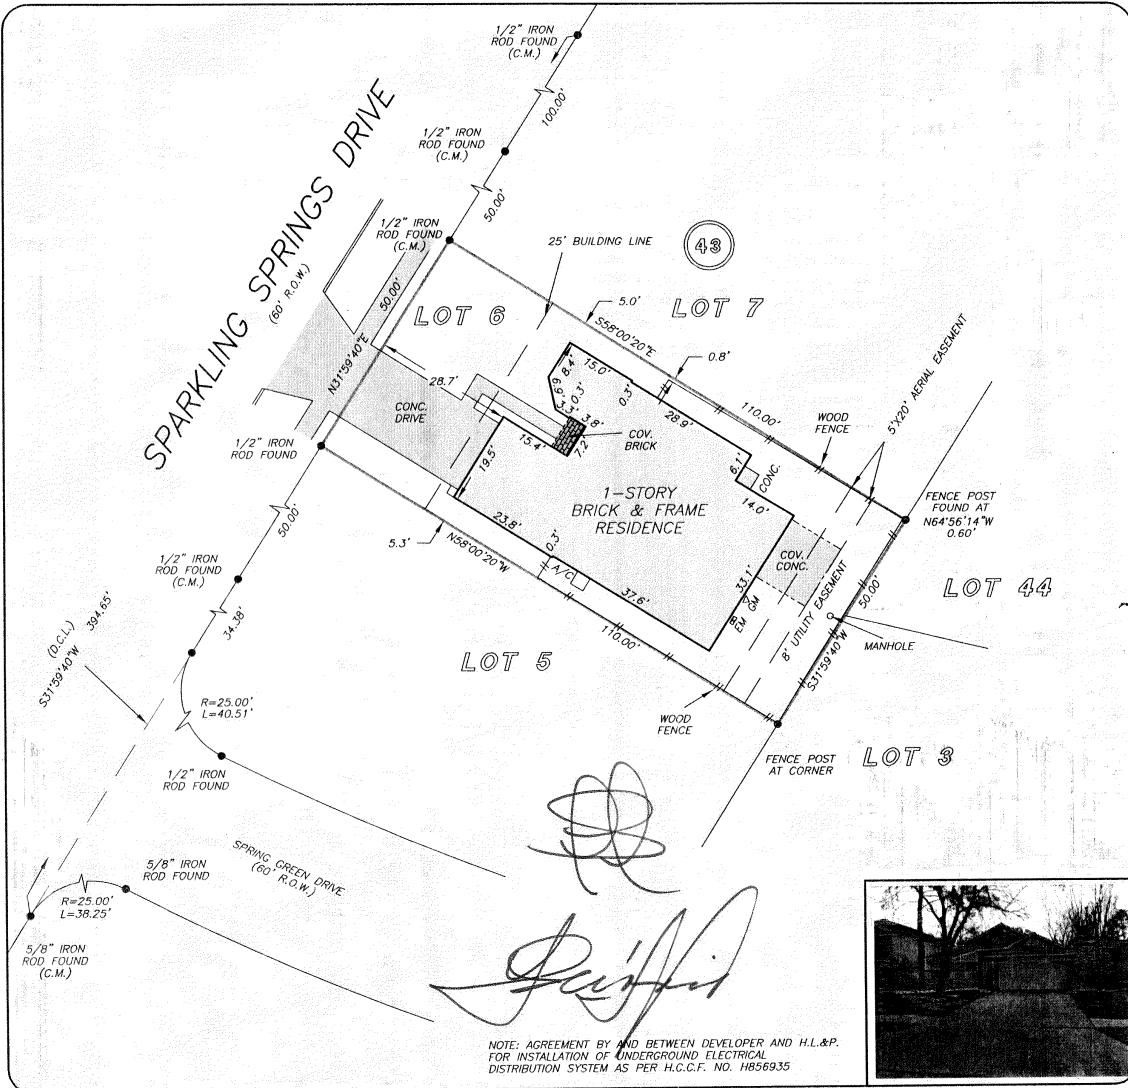 1/2" IRON
ROD FOUND
(C.M.)
100.00'
1/2" IRON
ROD FOUND
(C.M.)
50.00'
SPARKLING SPRINGS DRIVE
(60' R.O.W.)
1/2" IRON
ROD FOUND
(C.M.)
25' BUILDING LINE
43
5.0'
LOT 7
LOT 6
50.00'
N31°59'40"E
S58°00'20"E
0.8'
110.00'
5'X20' AERIAL EASEMENT
WOOD
FENCE
28.7'
CONC.
DRIVE
8.4'
15.0'
6.9'
0.3'
0.3'
3.3'
3.8'
28.9'
COV.
BRICK
7.2'
15.4'
19.5'
6.1'
CONC.
14.0'
1/2" IRON
ROD FOUND
1-STORY
BRICK & FRAME
RESIDENCE
FENCE POST
FOUND AT
N64°56'14"W
0.60'
23.8'
0.3'
A/C
37.6'
33.1'
COV.
CONC.
EM
GM
8' UTILITY EASEMENT
50.00'
S31°59'40"W
LOT 44
MANHOLE
5.3'
N58°00'20"W
110.00'
50.00'
1/2" IRON
ROD FOUND
(C.M.)
34.38'
(D.C.L.)
S31°59'40"W 394.65'
LOT 5
WOOD
FENCE
FENCE POST
AT CORNER
LOT 3
R=25.00'
L=40.51'
1/2" IRON
ROD FOUND
SPRING GREEN DRIVE
(60' R.O.W.)
5/8" IRON
ROD FOUND
R=25.00'
L=38.25'
5/8" IRON
ROD FOUND
(C.M.)
NOTE: AGREEMENT BY AND BETWEEN DEVELOPER AND H.L.&P.
FOR INSTALLATION OF UNDERGROUND ELECTRICAL
DISTRIBUTION SYSTEM AS PER H.C.C.F. NO. H856935